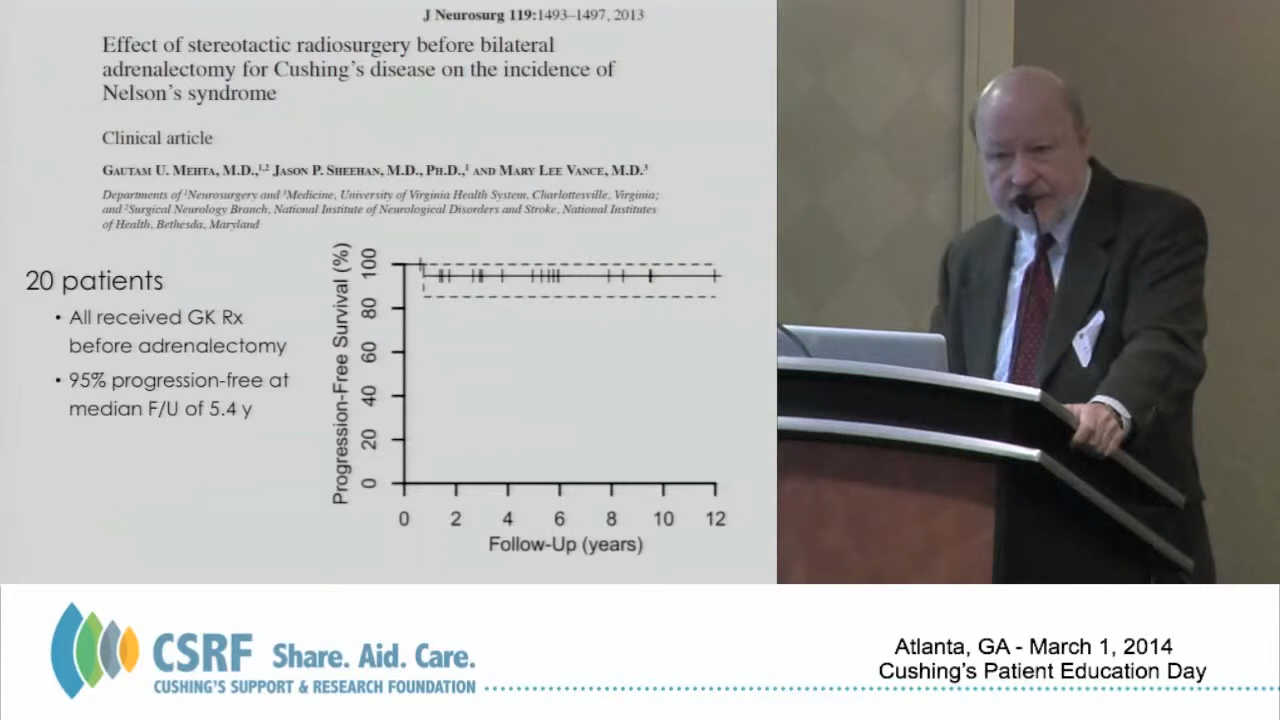 J Neurosurg 119:1493–1497, 2013
Effect of stereotactic radiosurgery before bilateral
adrenalectomy for Cushing's disease on the incidence of
Nelson's syndrome
Clinical article
Gautam U. Mehta, M.D.,1,2 Jason P. Sheehan, M.D., Ph.D.,1 and Mary Lee Vance, M.D.3
Departments of 1Neurosurgery and 3Medicine, University of Virginia Health System, Charlottesville, Virginia;
and 2Surgical Neurology Branch, National Institute of Neurological Disorders and Stroke, National Institutes
of Health, Bethesda, Maryland
20 patients
• All received GK Rx
before adrenalectomy
• 95% progression-free at
median F/U of 5.4 y
Progression-Free Survival (%)
100
80
60
40
20
0
0 2 4 6 8 10 12
Follow-Up (years)
CSRF Share. Aid. Care.
CUSHING'S SUPPORT & RESEARCH FOUNDATION
Atlanta, GA - March 1, 2014
Cushing's Patient Education Day